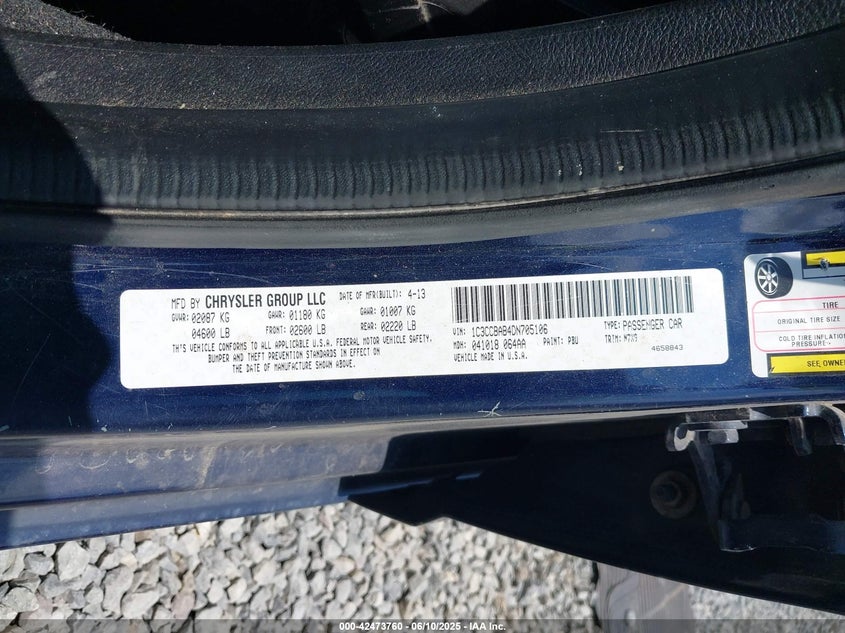 MFD BY CHRYSLER GROUP LLC DATE OF MFR(BUILT): 4-13
GVWR: 02087 KG GAWR: 01180 KG GAWR: 01007 KG
04600 LB FRONT: 02600 LB REAR: 02220 LB
THIS VEHICLE CONFORMS TO ALL APPLICABLE U.S.A. FEDERAL MOTOR VEHICLE SAFETY,
BUMPER AND THEFT PREVENTION STANDARDS IN EFFECT ON
THE DATE OF MANUFACTURE SHOWN ABOVE.
VIN: 1C3CCBAB4DN705106 TYPE: PASSENGER CAR
MDH: 041018 064AA PAINT: PBU TRIM: N7X9
VEHICLE MADE IN U.S.A. 4658843
TIRE
ORIGINAL TIRE SIZE
COLD TIRE INFLATION
PRESSURE
SEE OWNER
000-42473760 - 06/10/2025 - IAA Inc.